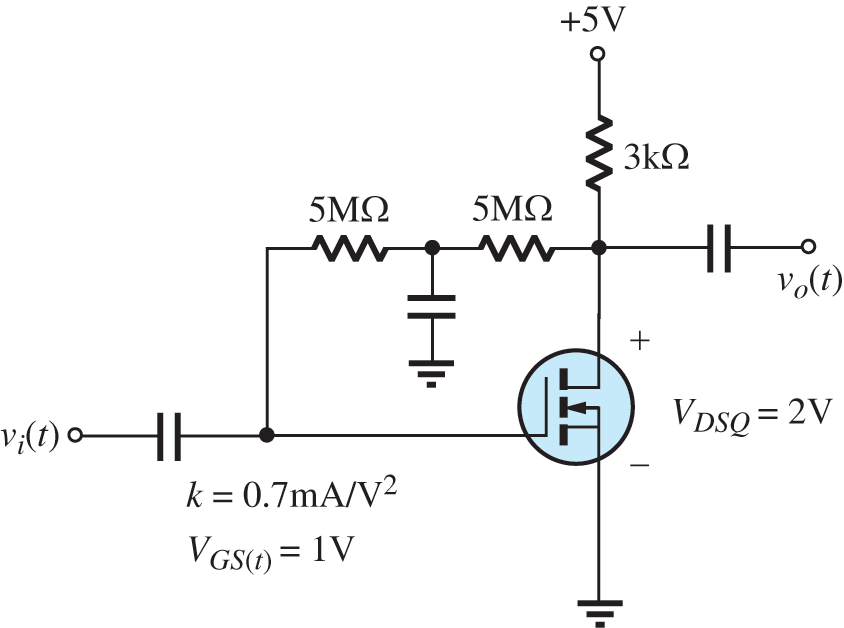 +5V
3kΩ
5MΩ 5MΩ
v_o(t)
+
V_DSQ = 2V
v_i(t)
−
k = 0.7mA/V²
V_GS(t) = 1V